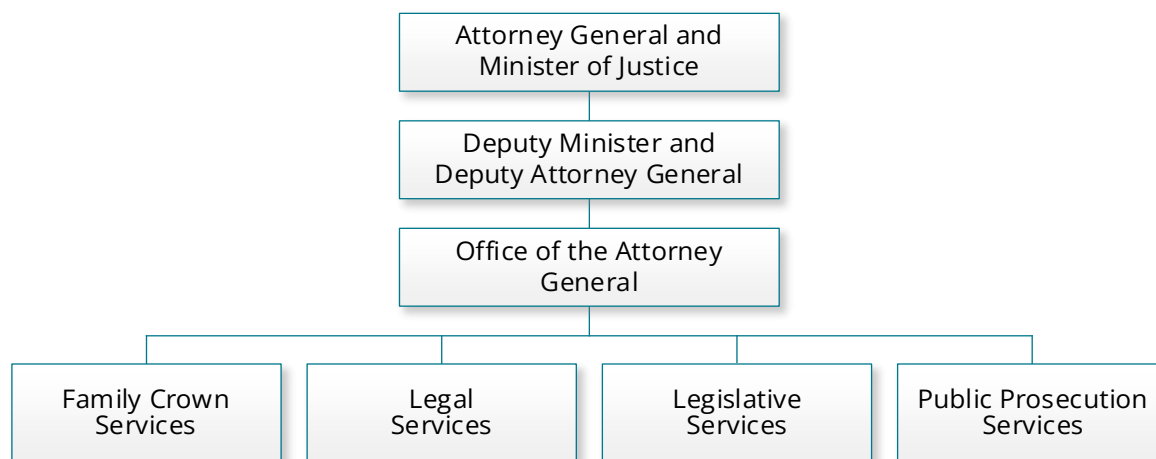 Attorney General and
Minister of Justice
Deputy Minister and
Deputy Attorney General
Office of the Attorney
General
Family Crown
Services
Legal
Services
Legislative
Services
Public Prosecution
Services